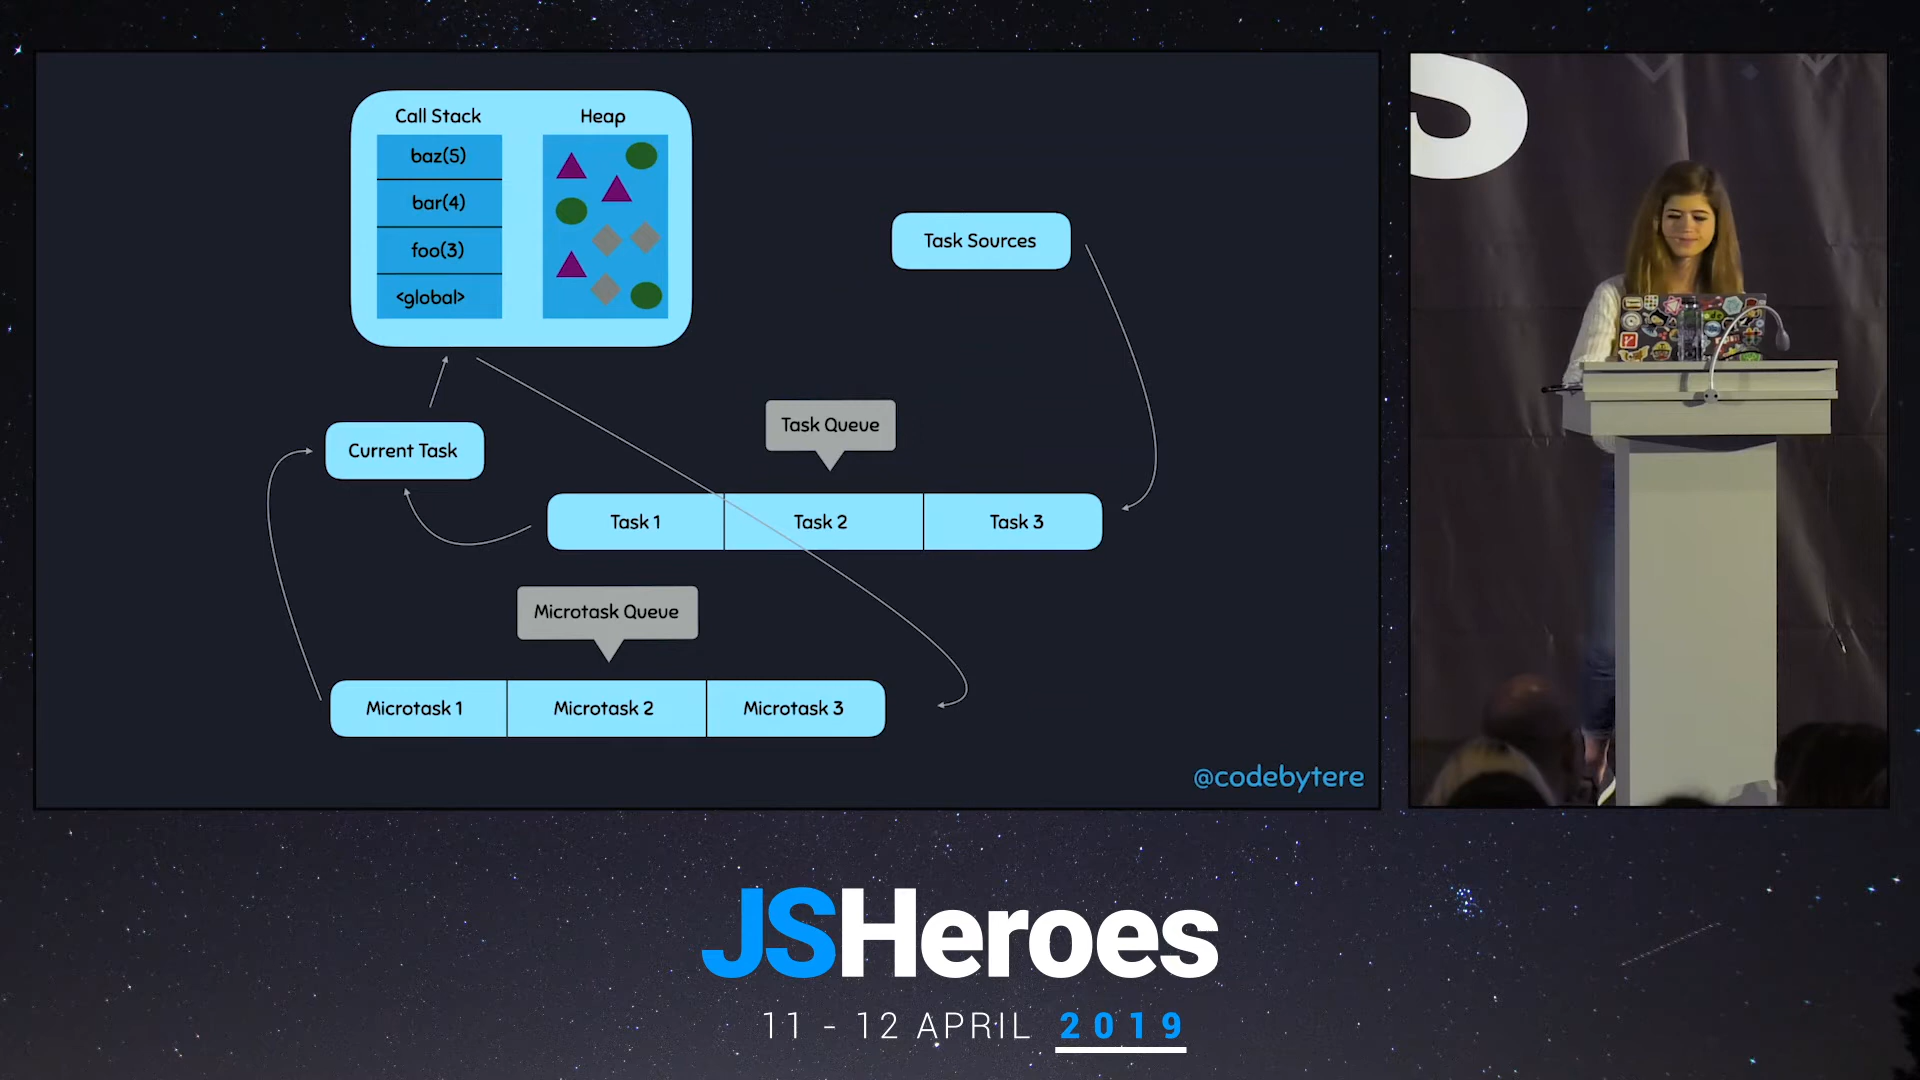 Call Stack
Heap
baz(5)
bar(4)
foo(3)
<global>
Task Sources
Task Queue
Current Task
Task 1
Task 2
Task 3
Microtask Queue
Microtask 1
Microtask 2
Microtask 3
@codebytere
S
JSHeroes
11 - 12 APRIL 2019